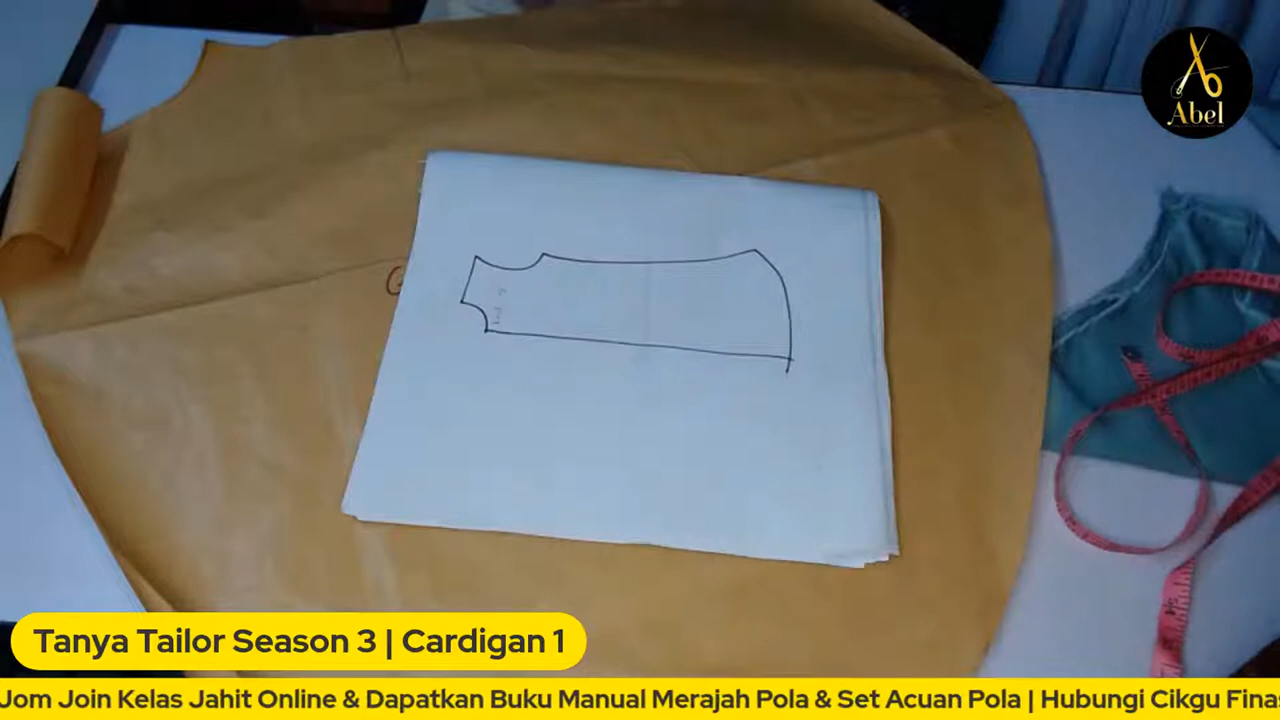 Abel
Tanya Tailor Season 3 | Cardigan 1
Jom Join Kelas Jahit Online & Dapatkan Buku Manual Merajah Pola & Set Acuan Pola | Hubungi Cikgu